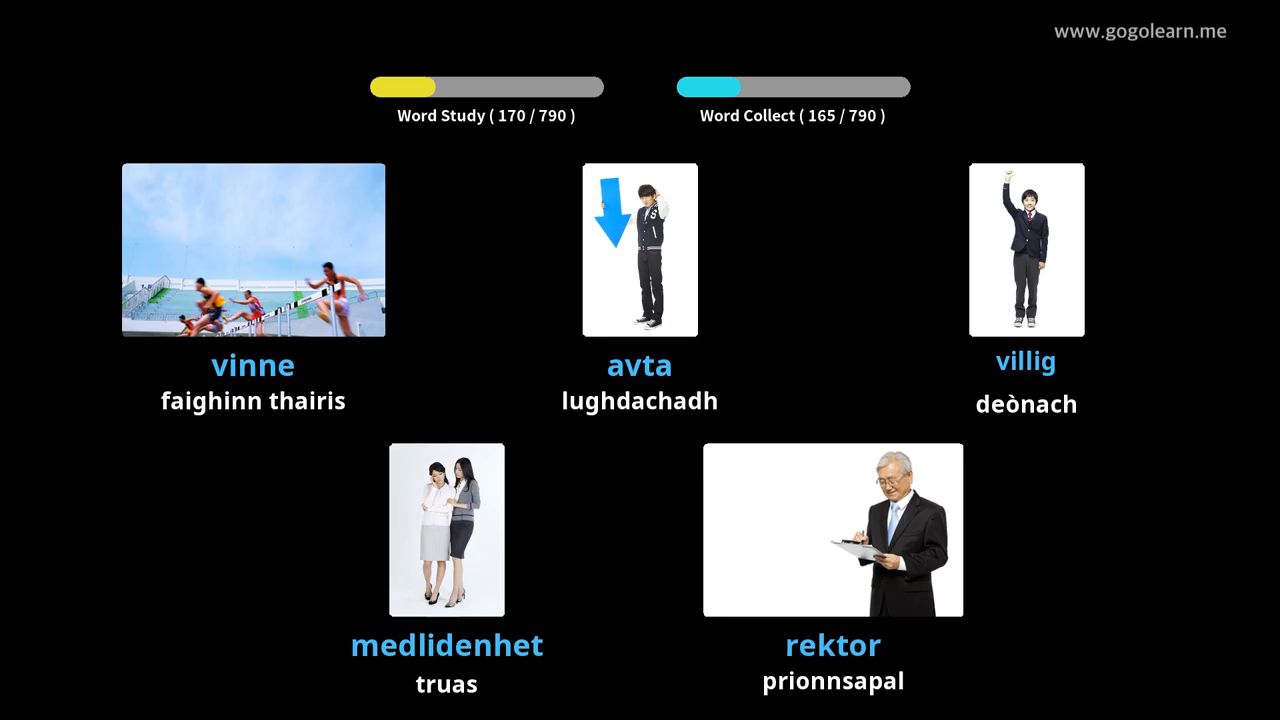 www.gogolearn.me
Word Study ( 170 / 790 )
Word Collect ( 165 / 790 )
vinne
faighinn thairis
avta
lughdachadh
villig
deònach
medlidenhet
truas
rektor
prionnsapal